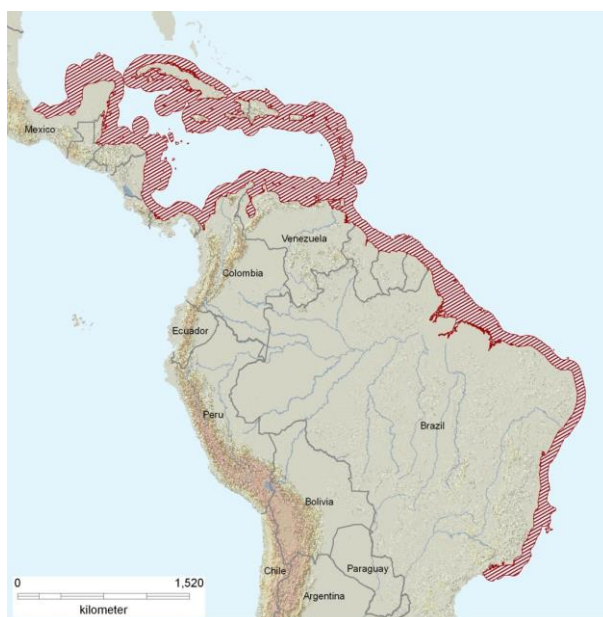 Mexico
Venezuela
Colombia
Ecuador
Peru
Brazil
Bolivia
Chile
Paraguay
Argentina
0 1,520
kilometer